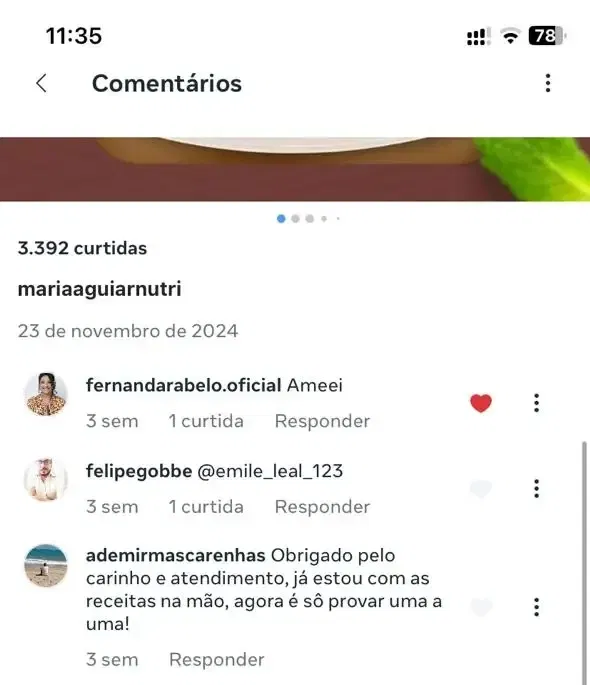 11:35
78
Comentários
3.392 curtidas
mariaaguiarnutri
23 de novembro de 2024
fernandarabelo.oficial Ameei
3 sem 1 curtida Responder
felipegobbe @emile_leal_123
3 sem 1 curtida Responder
ademirmascarenhas Obrigado pelo
carinho e atendimento, já estou com as
receitas na mão, agora é sô provar uma a
uma!
3 sem Responder